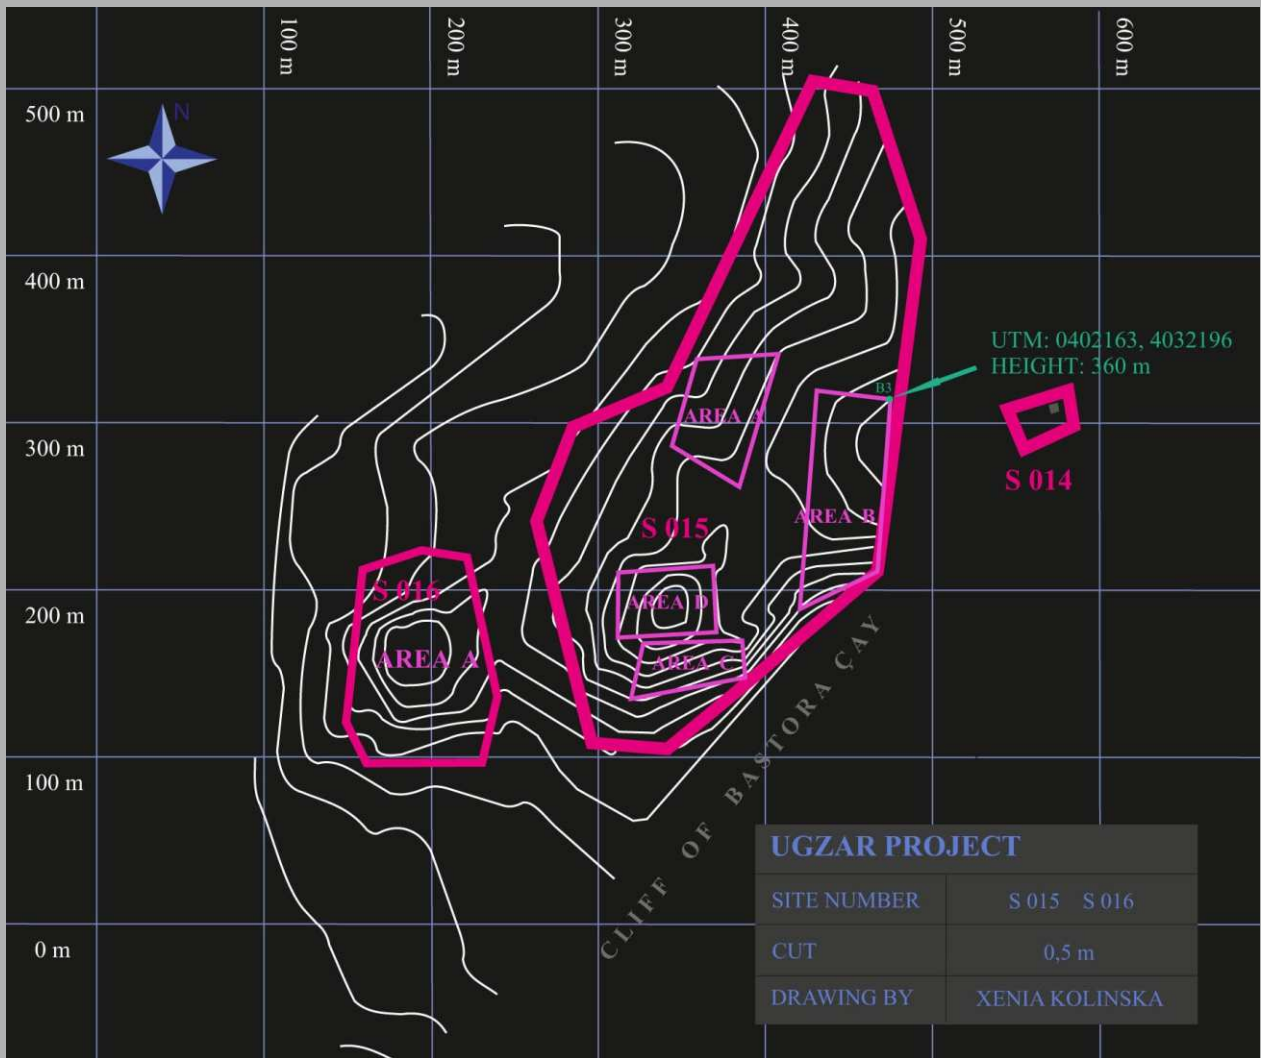 100 m
200 m
300 m
400 m
500 m
600 m
500 m
N
400 m
UTM: 0402163, 4032196
HEIGHT: 360 m
B3
AREA A
300 m
S 014
AREA B
S 015
S 016
AREA D
200 m
AREA A
AREA C
CLIFF OF BASTORA ÇAY
100 m
0 m
UGZAR PROJECT
SITE NUMBER S 015 S 016
CUT 0,5 m
DRAWING BY XENIA KOLINSKA